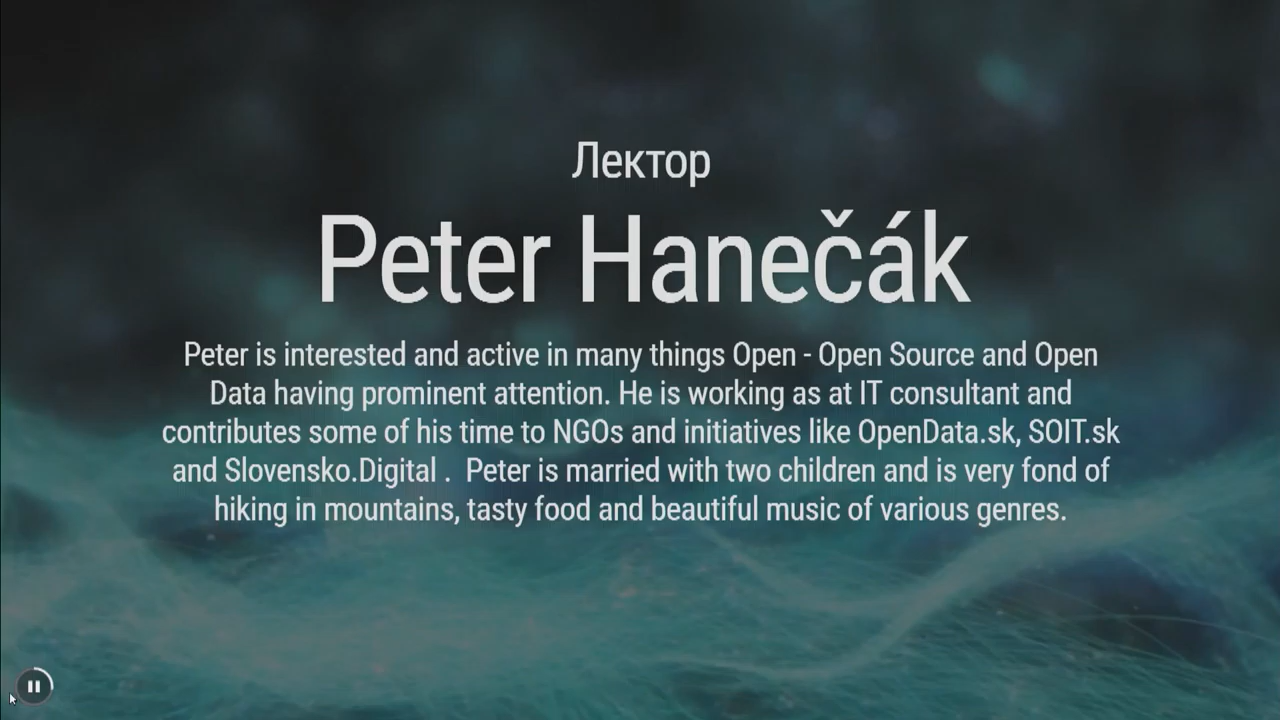 Лектор
Peter Hanečák
Peter is interested and active in many things Open - Open Source and Open
Data having prominent attention. He is working as at IT consultant and
contributes some of his time to NGOs and initiatives like OpenData.sk, SOIT.sk
and Slovensko.Digital .  Peter is married with two children and is very fond of
hiking in mountains, tasty food and beautiful music of various genres.